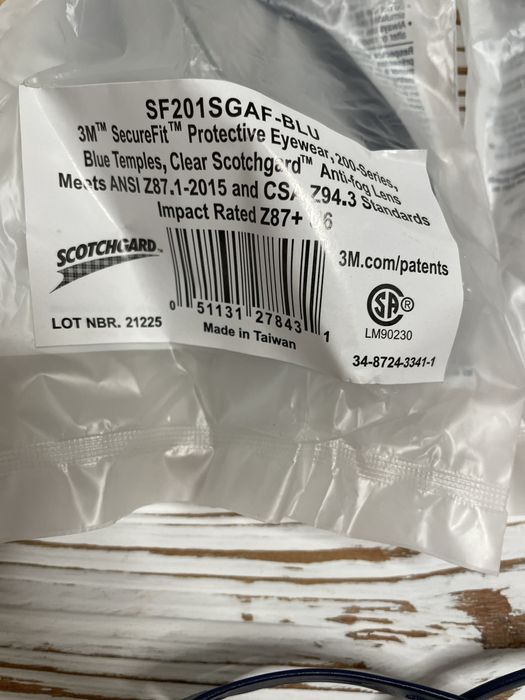 SF201SGAF-BLU
3M™ SecureFit™ Protective Eyewear, 200-Series,
Blue Temples, Clear Scotchgard™ Anti-fog Lens
Meets ANSI Z87.1-2015 and CSA Z94.3 Standards
Impact Rated Z87+ 6
SCOTCHGARD™
3M.com/patents
0 51131 27843 1
LM90230
LOT NBR. 21225
Made in Taiwan
34-8724-3341-1